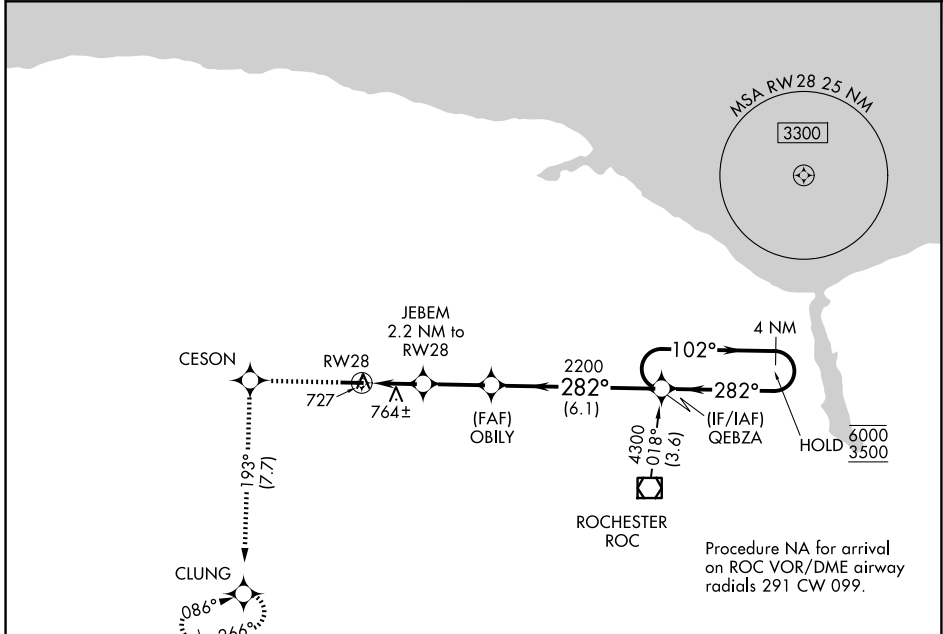 MSA RW28 25 NM
3300
JEBEM
2.2 NM to
RW28
4 NM
CESON
RW28
2200
102°
282°
282°
(6.1)
727
764±
(FAF)
OBILY
(IF/IAF)
QEBZA
HOLD
6000
3500
4300
018°
(3.6)
193°
(7.7)
ROCHESTER
ROC
Procedure NA for arrival
on ROC VOR/DME airway
radials 291 CW 099.
CLUNG
086°
266°